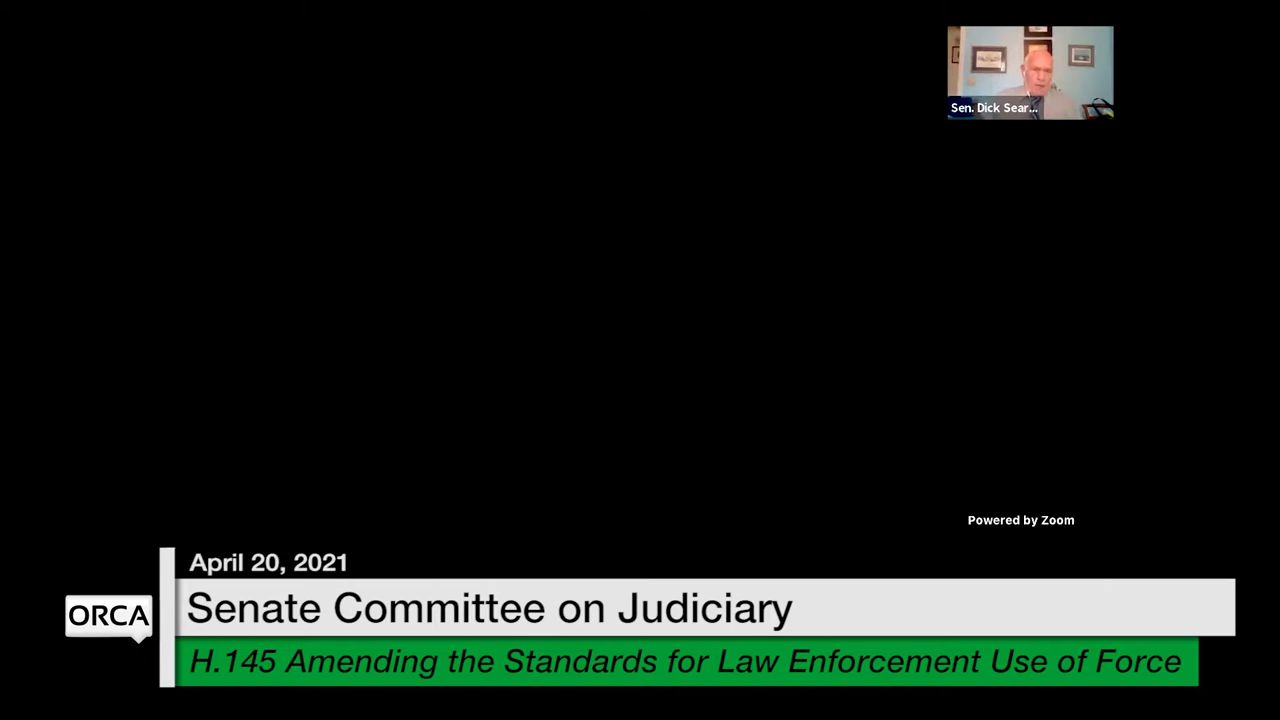 Sen. Dick Sear...
Powered by Zoom
April 20, 2021
ORCA
Senate Committee on Judiciary
H.145 Amending the Standards for Law Enforcement Use of Force